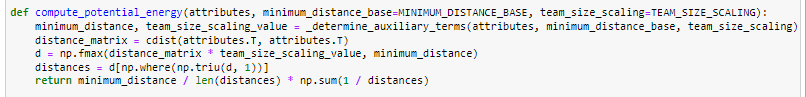 def compute_potential_energy(attributes, minimum_distance_base=MINIMUM_DISTANCE_BASE, team_size_scaling=TEAM_SIZE_SCALING):
    minimum_distance, team_size_scaling_value = _determine_auxiliary_terms(attributes, minimum_distance_base, team_size_scaling)
    distance_matrix = cdist(attributes.T, attributes.T)
    d = np.fmax(distance_matrix * team_size_scaling_value, minimum_distance)
    distances = d[np.where(np.triu(d, 1))]
    return minimum_distance / len(distances) * np.sum(1 / distances)